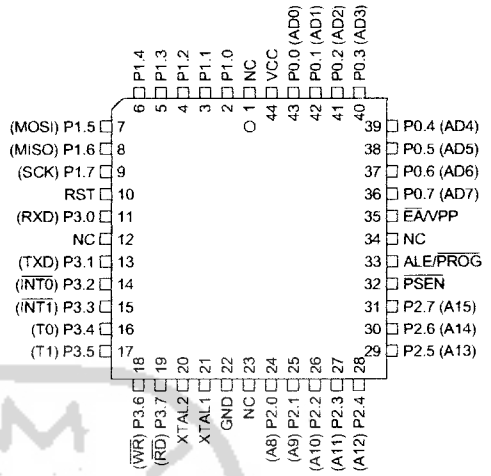 P1.4
P1.3
P1.2
P1.1
P1.0
NC
VCC
P0.0 (AD0)
P0.1 (AD1)
P0.2 (AD2)
P0.3 (AD3)
6
5
4
3
2
1
44
43
42
41
40
(MOSI) P1.5 7
(MISO) P1.6 8
(SCK) P1.7 9
RST 10
(RXD) P3.0 11
NC 12
(TXD) P3.1 13
(INT0) P3.2 14
(INT1) P3.3 15
(T0) P3.4 16
(T1) P3.5 17
39 P0.4 (AD4)
38 P0.5 (AD5)
37 P0.6 (AD6)
36 P0.7 (AD7)
35 EA/VPP
34 NC
33 ALE/PROG
32 PSEN
31 P2.7 (A15)
30 P2.6 (A14)
29 P2.5 (A13)
18
19
20
21
22
23
24
25
26
27
28
(WR) P3.6
(RD) P3.7
XTAL2
XTAL1
GND
NC
(A8) P2.0
(A9) P2.1
(A10) P2.2
(A11) P2.3
(A12) P2.4